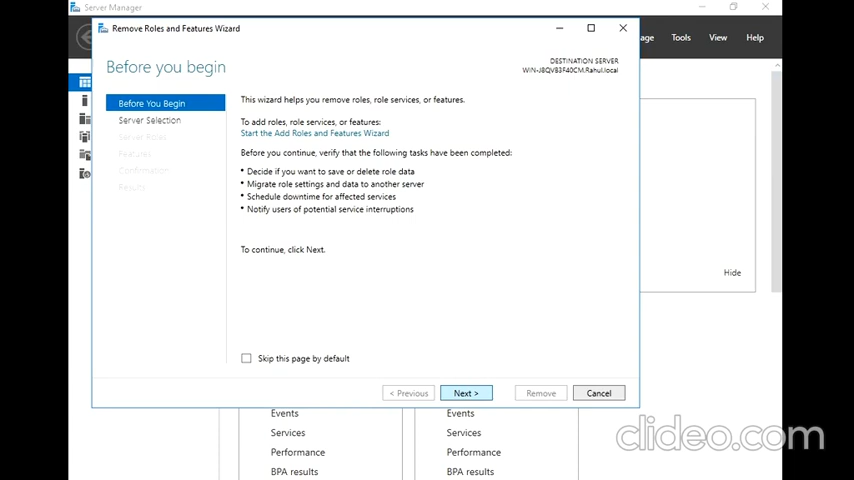 Server Manager
Remove Roles and Features Wizard
Tools
View
Help
Before you begin
DESTINATION SERVER
WIN-J8QVB3F40CM.Rahul.local
Before You Begin
Server Selection
Server Roles
Features
Confirmation
Results
This wizard helps you remove roles, role services, or features.
To add roles, role services, or features:
Start the Add Roles and Features Wizard
Before you continue, verify that the following tasks have been completed:
• Decide if you want to save or delete role data
• Migrate role settings and data to another server
• Schedule downtime for affected services
• Notify users of potential service interruptions
To continue, click Next.
Hide
Skip this page by default
< Previous
Next >
Remove
Cancel
Events
Services
Performance
BPA results
Events
Services
Performance
BPA results
clideo.com